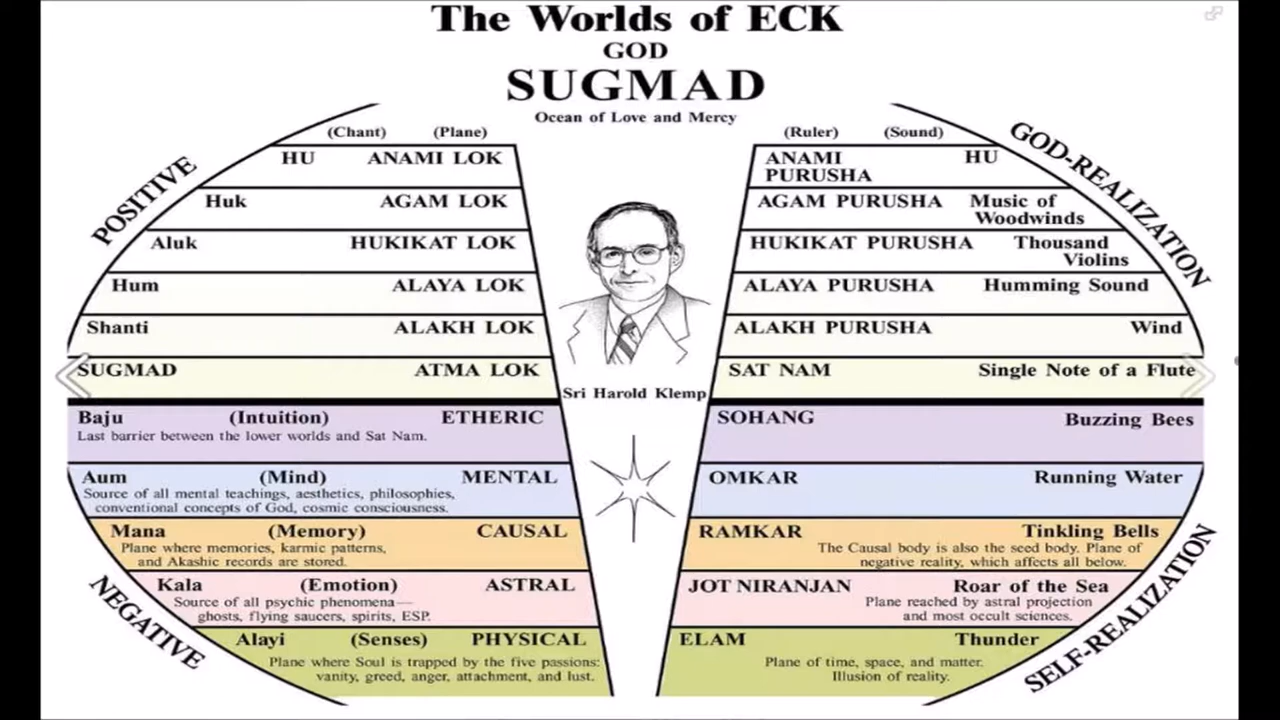 The Worlds of ECK
GOD
SUGMAD
Ocean of Love and Mercy
(Chant) (Plane) (Ruler) (Sound)
POSITIVE
GOD-REALIZATION
HU ANAMI LOK ANAMI PURUSHA HU
Huk AGAM LOK AGAM PURUSHA Music of Woodwinds
Aluk HUKIKAT LOK HUKIKAT PURUSHA Thousand Violins
Hum ALAYA LOK ALAYA PURUSHA Humming Sound
Shanti ALAKH LOK ALAKH PURUSHA Wind
SUGMAD ATMA LOK SAT NAM Single Note of a Flute
Sri Harold Klemp
Baju (Intuition) ETHERIC SOHANG Buzzing Bees
Last barrier between the lower worlds and Sat Nam.
Aum (Mind) MENTAL OMKAR Running Water
Source of all mental teachings, aesthetics, philosophies,
conventional concepts of God, cosmic consciousness.
Mana (Memory) CAUSAL RAMKAR Tinkling Bells
Plane where memories, karmic patterns,
and Akashic records are stored.
The Causal body is also the seed body. Plane of
negative reality, which affects all below.
Kala (Emotion) ASTRAL JOT NIRANJAN Roar of the Sea
Source of all psychic phenomena—
ghosts, flying saucers, spirits, ESP.
Plane reached by astral projection
and most occult sciences.
Alayi (Senses) PHYSICAL ELAM Thunder
Plane where Soul is trapped by the five passions:
vanity, greed, anger, attachment, and lust.
Plane of time, space, and matter.
Illusion of reality.
NEGATIVE
SELF-REALIZATION